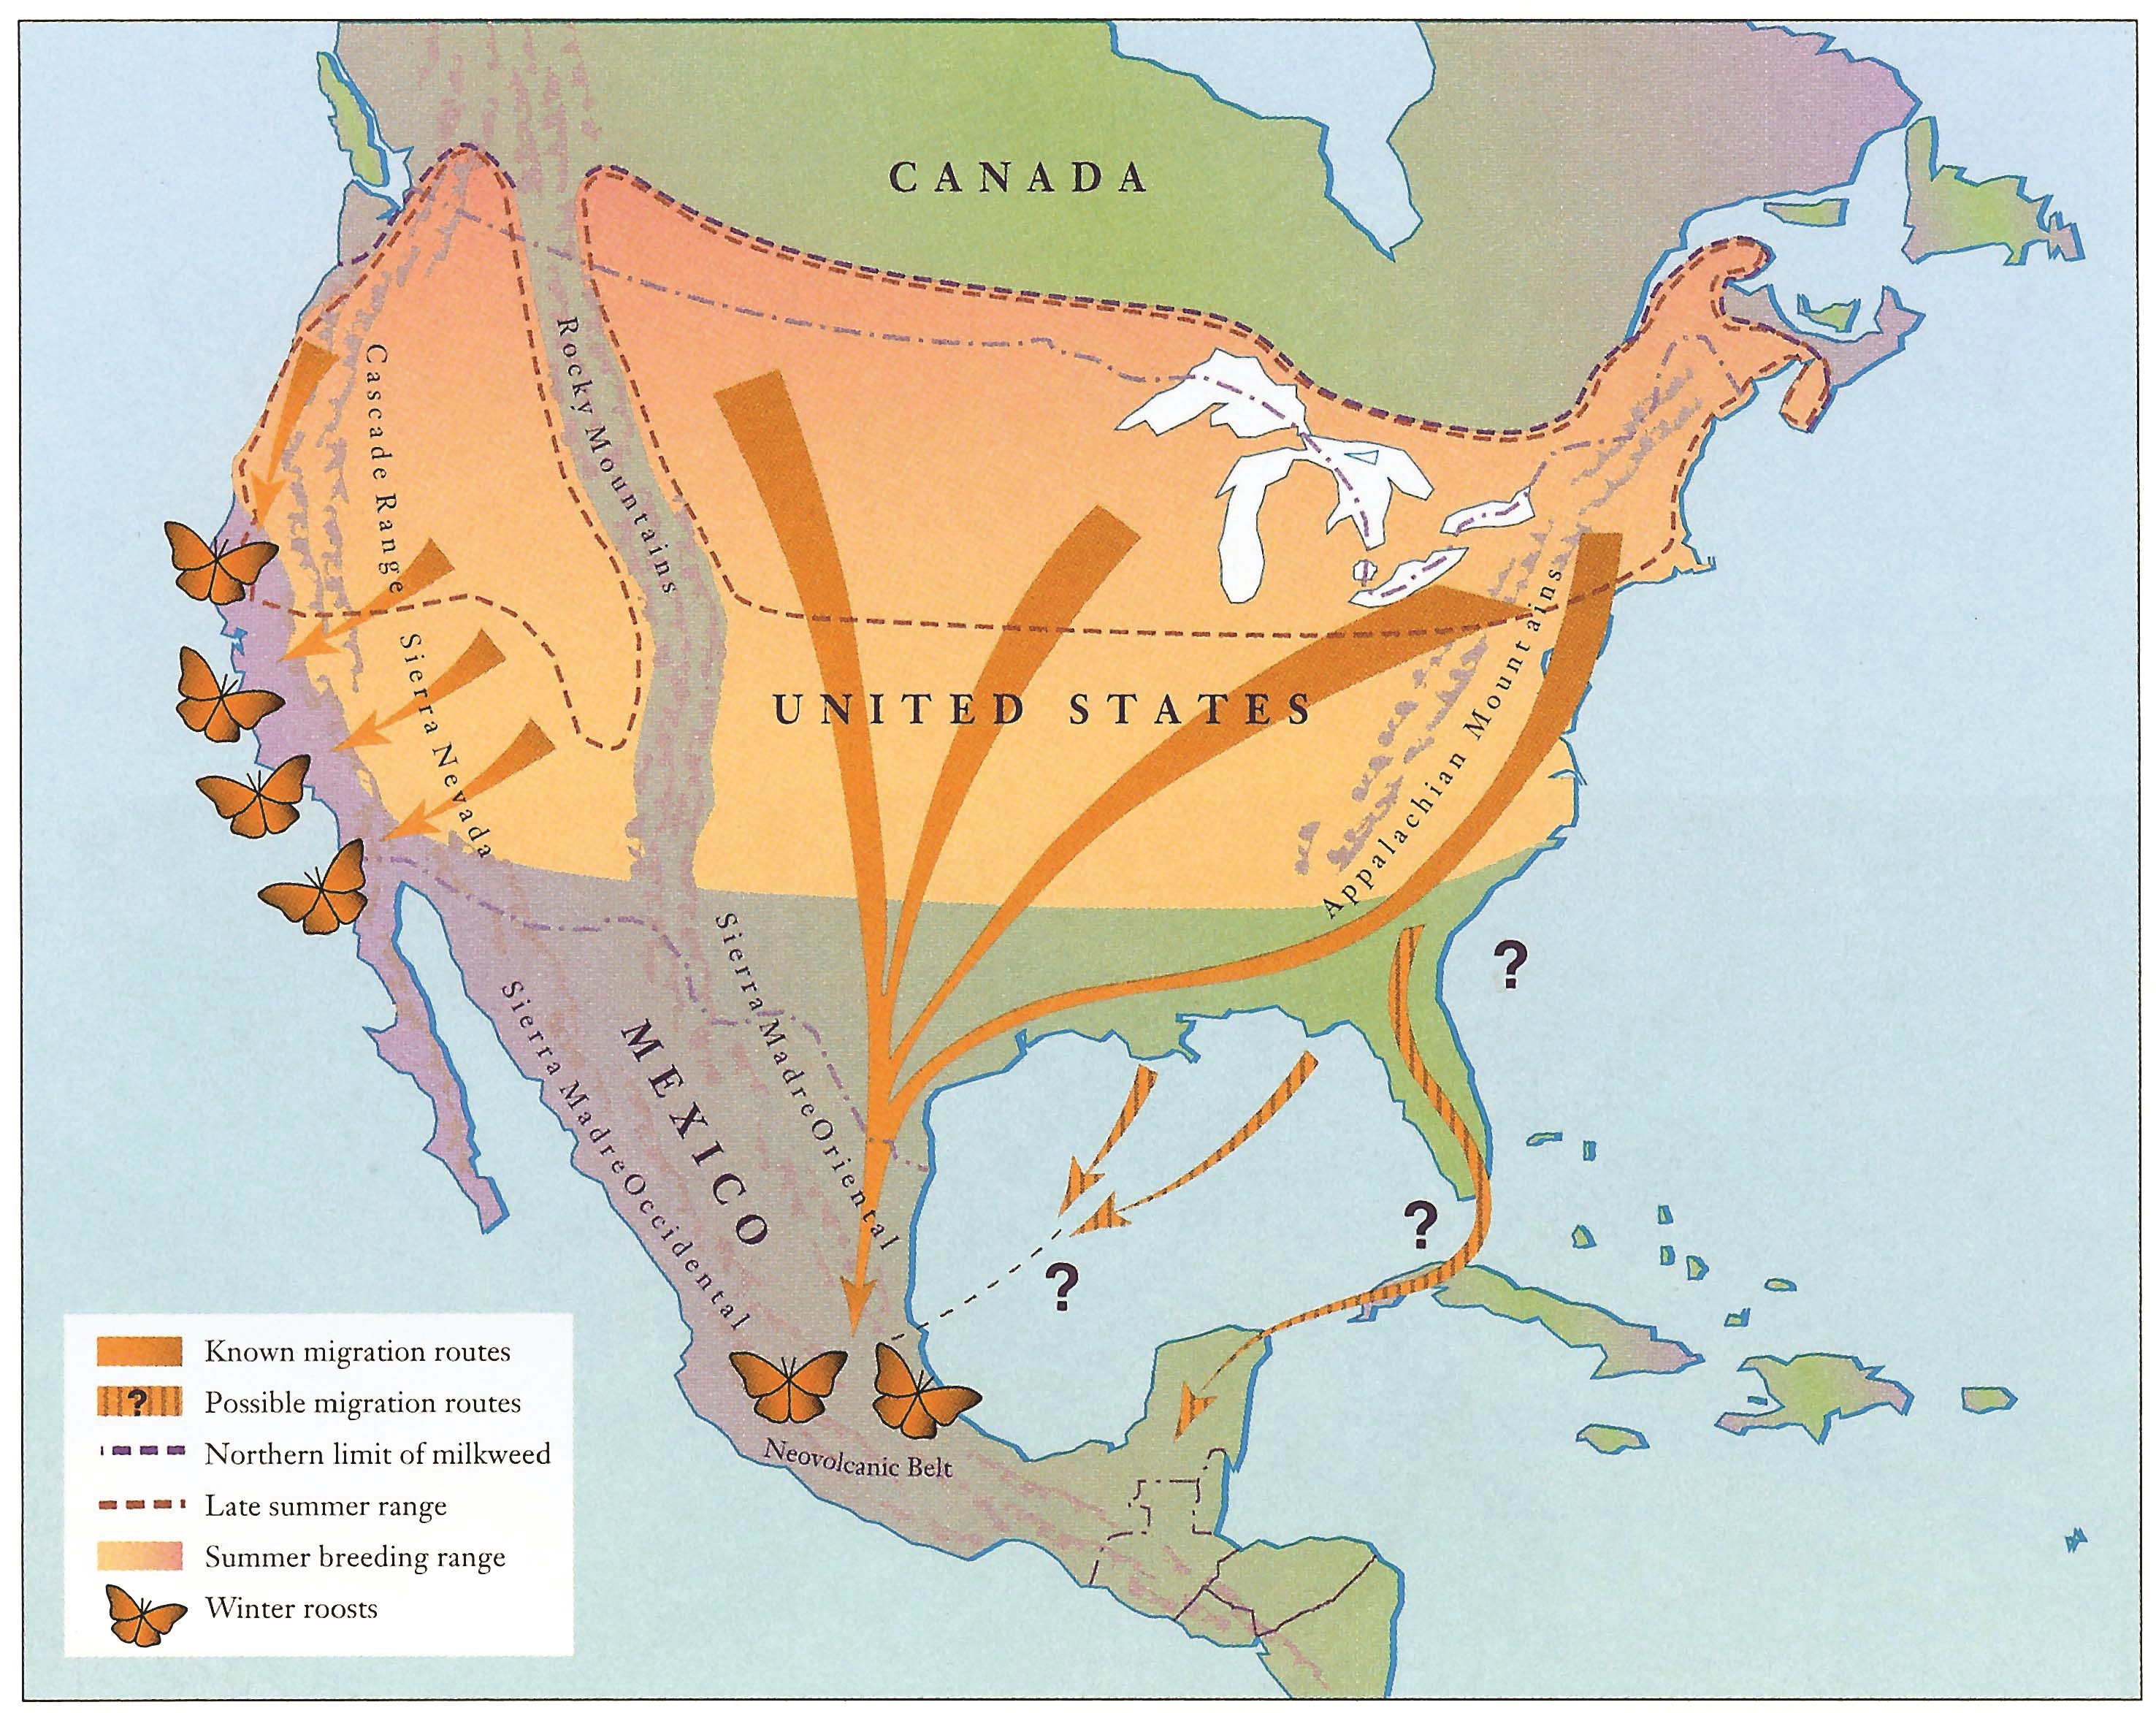 CANADA
Rocky Mountains
Cascade Range
UNITED STATES
Sierra Nevada
Appalachian Mountains
?
Sierra Madre Oriental
Sierra Madre Occidental
MEXICO
?
?
Neovolcanic Belt
Known migration routes
?
Possible migration routes
Northern limit of milkweed
Late summer range
Summer breeding range
Winter roosts